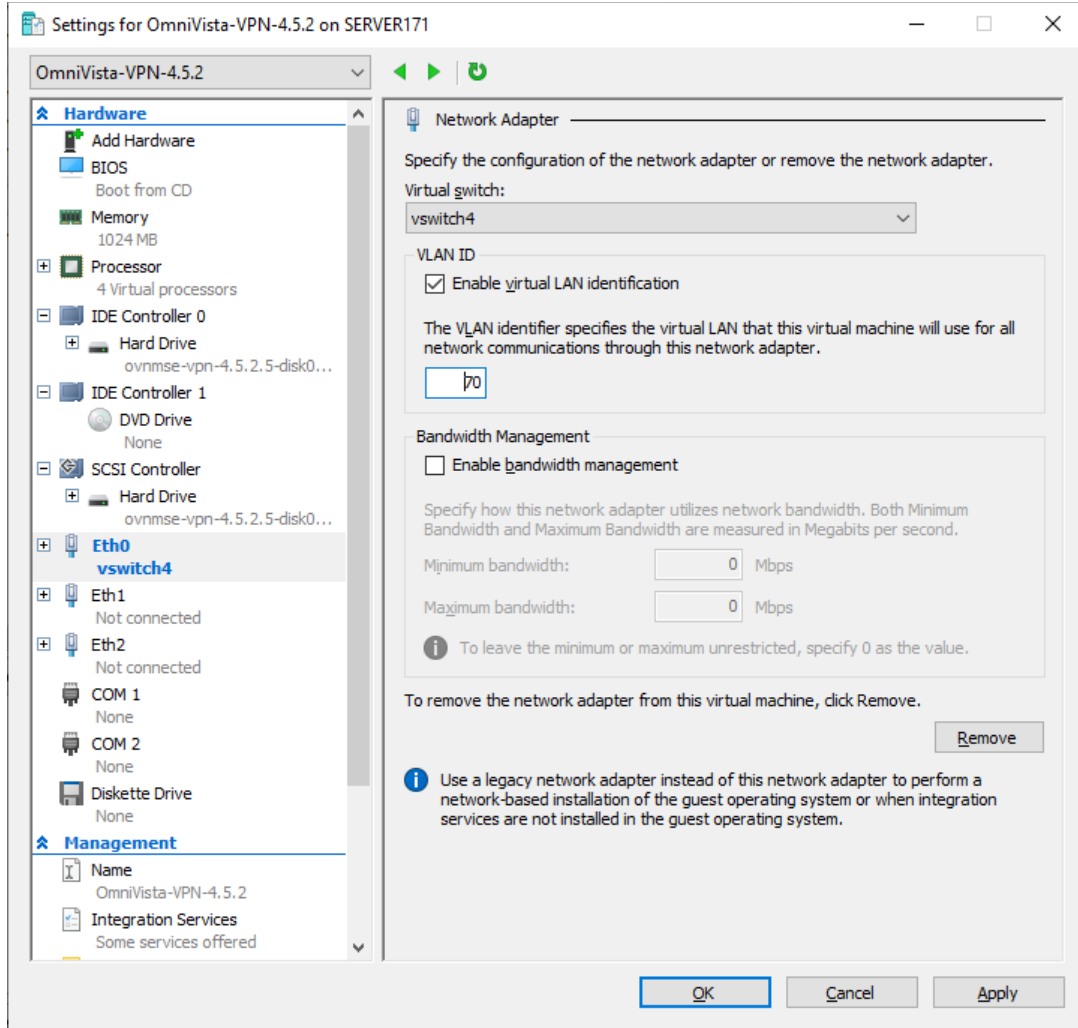 Settings for OmniVista-VPN-4.5.2 on SERVER171
OmniVista-VPN-4.5.2
Hardware
Add Hardware
BIOS
Boot from CD
Memory
1024 MB
Processor
4 Virtual processors
IDE Controller 0
Hard Drive
ovnmse-vpn-4.5.2.5-disk0...
IDE Controller 1
DVD Drive
None
SCSI Controller
Hard Drive
ovnmse-vpn-4.5.2.5-disk0...
Eth0
vswitch4
Eth1
Not connected
Eth2
Not connected
COM 1
None
COM 2
None
Diskette Drive
None
Management
Name
OmniVista-VPN-4.5.2
Integration Services
Some services offered
Network Adapter
Specify the configuration of the network adapter or remove the network adapter.
Virtual switch:
vswitch4
VLAN ID
Enable virtual LAN identification
The VLAN identifier specifies the virtual LAN that this virtual machine will use for all
network communications through this network adapter.
70
Bandwidth Management
Enable bandwidth management
Specify how this network adapter utilizes network bandwidth. Both Minimum
Bandwidth and Maximum Bandwidth are measured in Megabits per second.
Minimum bandwidth: 0 Mbps
Maximum bandwidth: 0 Mbps
To leave the minimum or maximum unrestricted, specify 0 as the value.
To remove the network adapter from this virtual machine, click Remove.
Remove
Use a legacy network adapter instead of this network adapter to perform a
network-based installation of the guest operating system or when integration
services are not installed in the guest operating system.
OK Cancel Apply